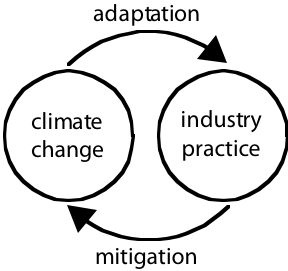 adaptation
climate
change
industry
practice
mitigation